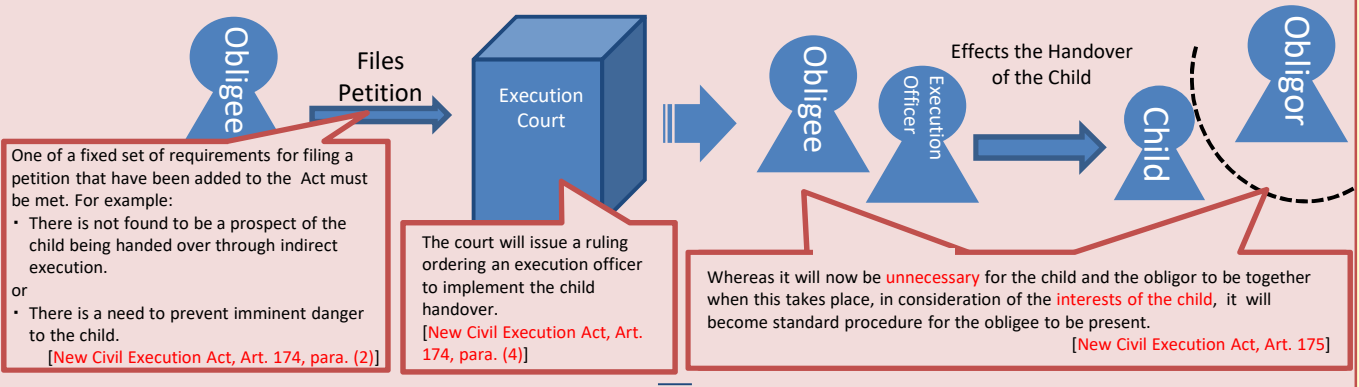 Obligee
Files
Petition
Execution
Court
Obligee
Execution
Officer
Effects the Handover
of the Child
Child
Obligor
One of a fixed set of requirements for filing a
petition that have been added to the Act must
be met. For example:
・ There is not found to be a prospect of the
child being handed over through indirect
execution.
or
・ There is a need to prevent imminent danger
to the child.
[New Civil Execution Act, Art. 174, para. (2)]
The court will issue a ruling
ordering an execution officer
to implement the child
handover.
[New Civil Execution Act, Art.
174, para. (4)]
Whereas it will now be unnecessary for the child and the obligor to be together
when this takes place, in consideration of the interests of the child, it will
become standard procedure for the obligee to be present.
[New Civil Execution Act, Art. 175]